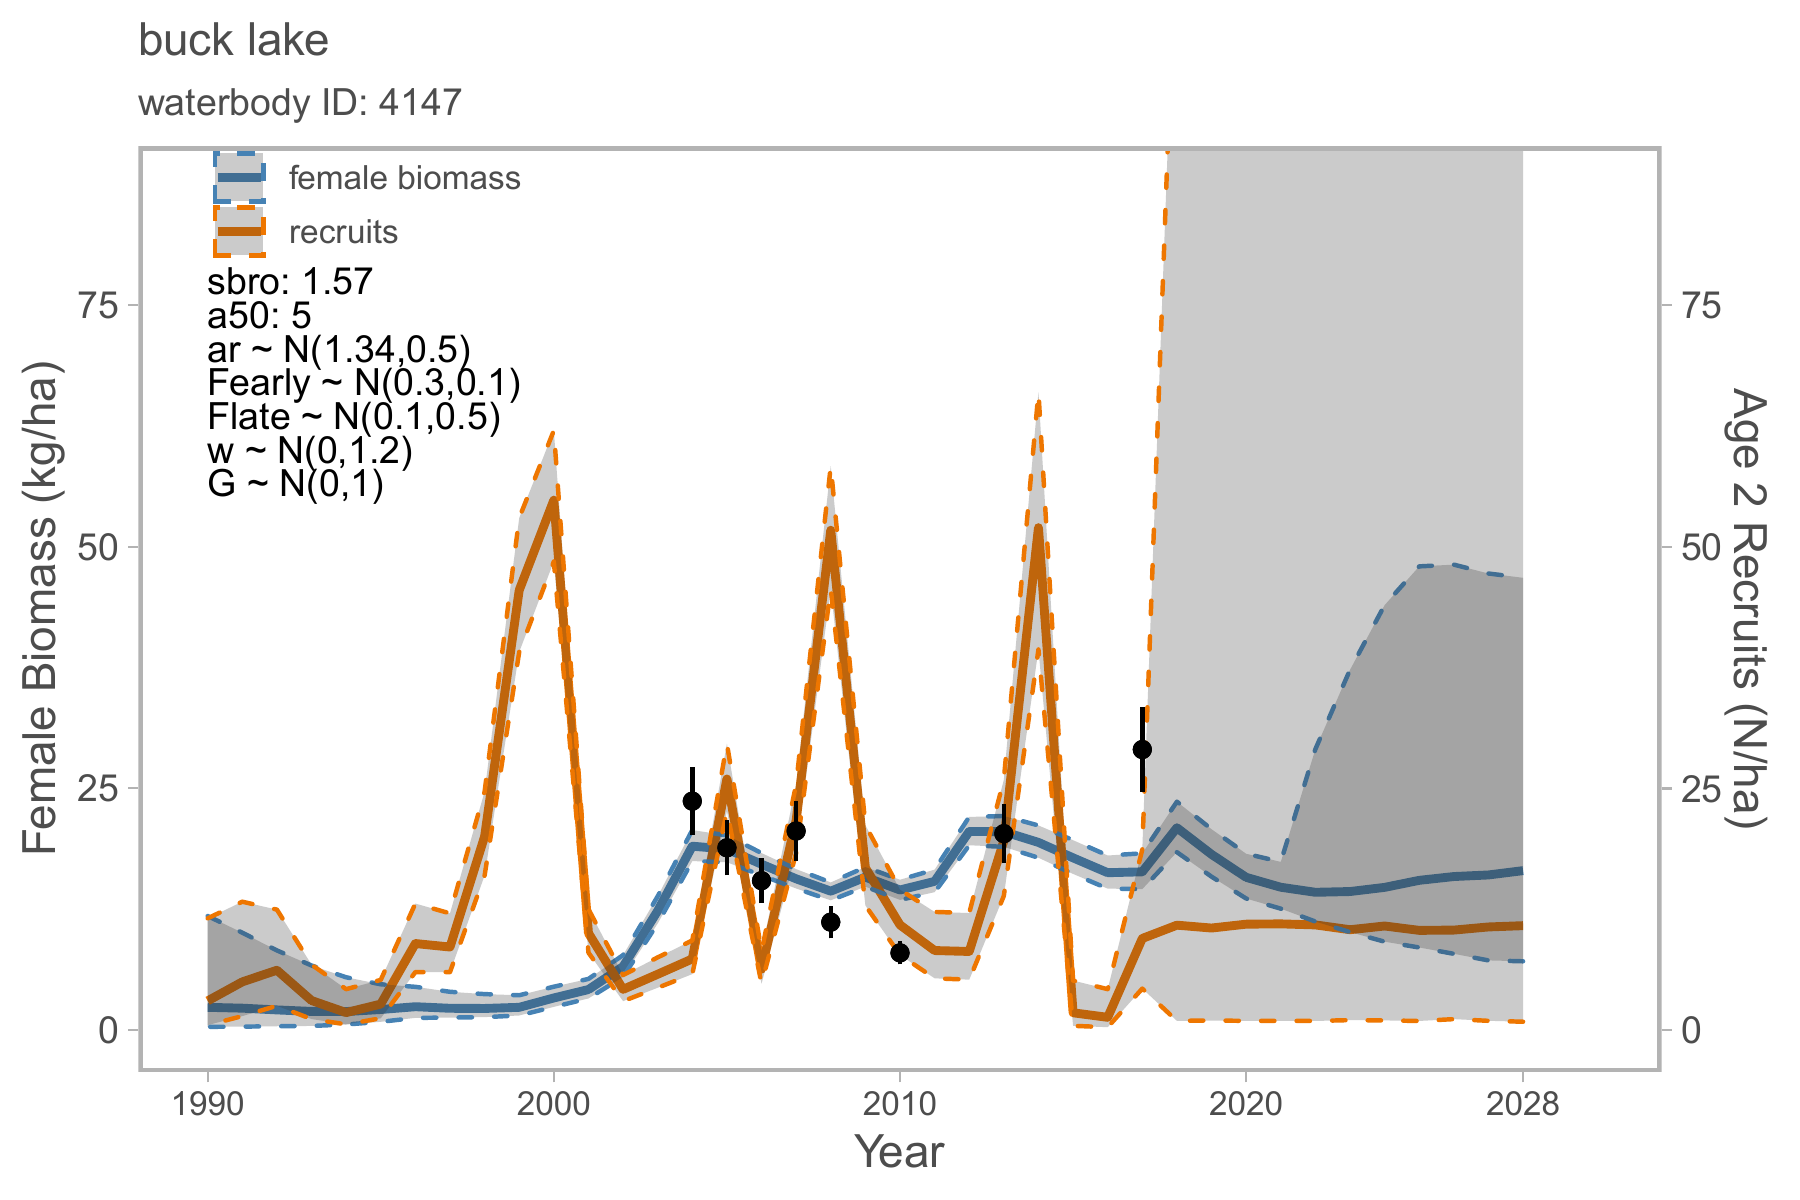 buck lake
waterbody ID: 4147
female biomass
recruits
sbro: 1.57
a50: 5
ar ~ N(1.34,0.5)
Fearly ~ N(0.3,0.1)
Flate ~ N(0.1,0.5)
w ~ N(0,1.2)
G ~ N(0,1)
Female Biomass (kg/ha)
75
50
25
0
75
50
25
0
Age 2 Recruits (N/ha)
1990 2000 2010 2020 2028
Year